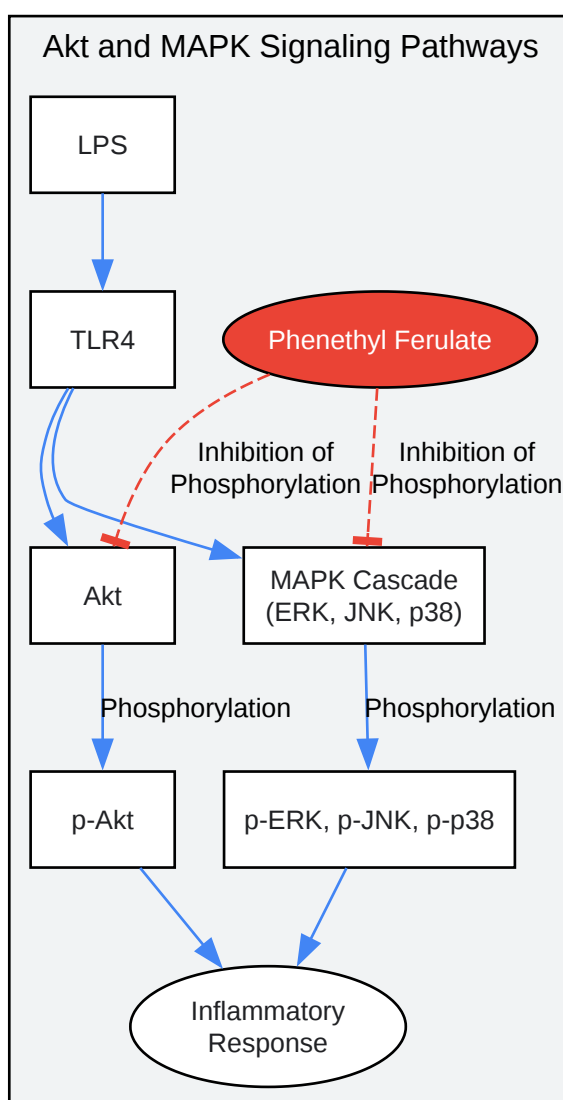 Akt and MAPK Signaling Pathways
LPS
TLR4
Phenethyl Ferulate
Inhibition of
Phosphorylation
Inhibition of
Phosphorylation
Akt
MAPK Cascade
(ERK, JNK, p38)
Phosphorylation
Phosphorylation
p-Akt
p-ERK, p-JNK, p-p38
Inflammatory
Response